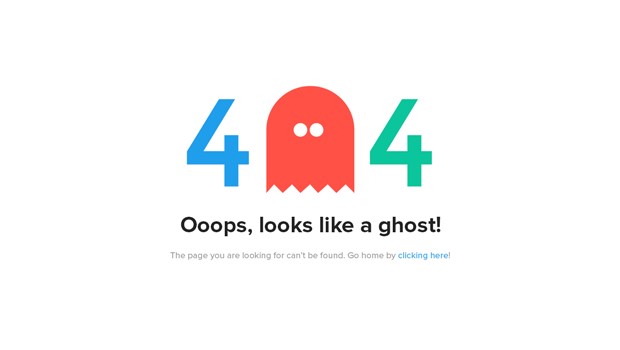 4 4
Ooops, looks like a ghost!
The page you are looking for can't be found. Go home by clicking here!